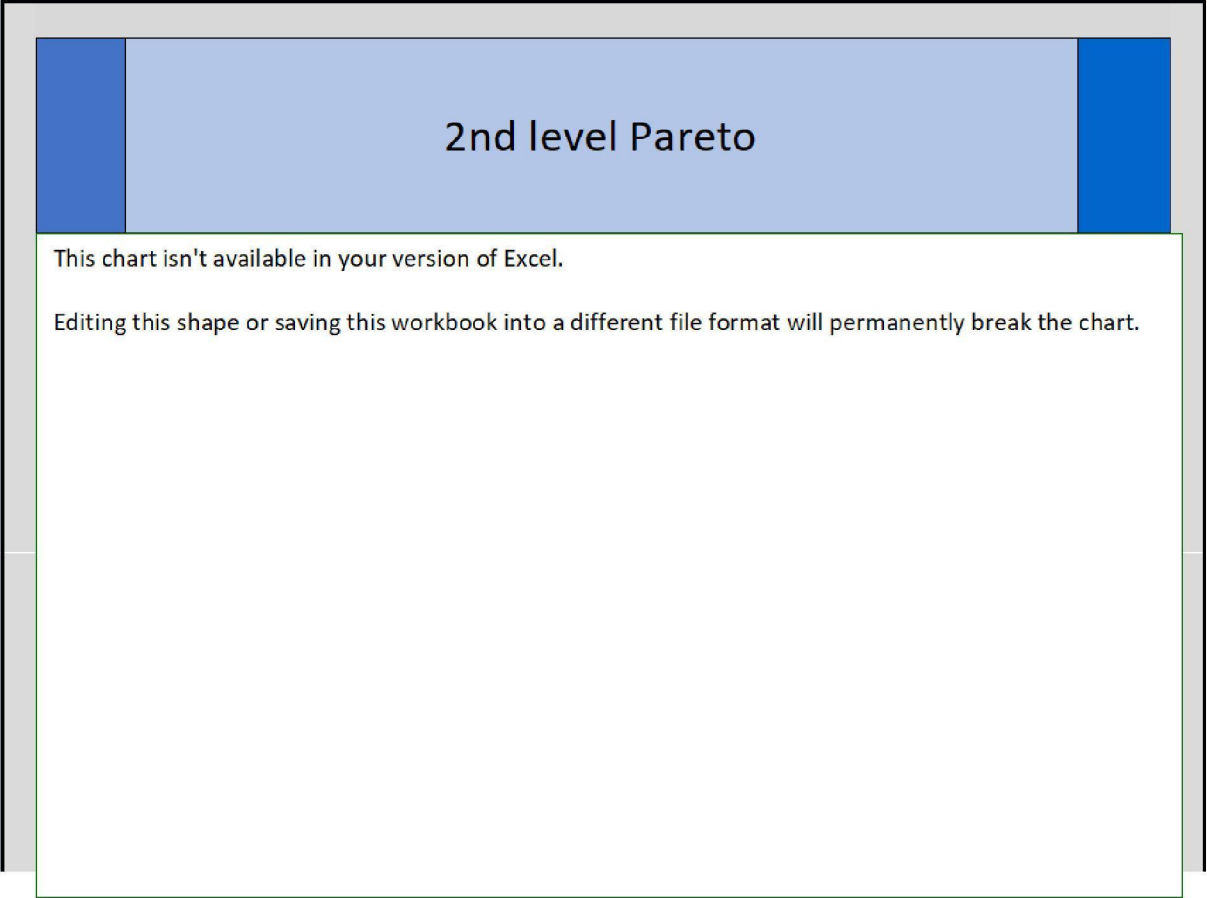 2nd level Pareto
This chart isn't available in your version of Excel.
Editing this shape or saving this workbook into a different file format will permanently break the chart.